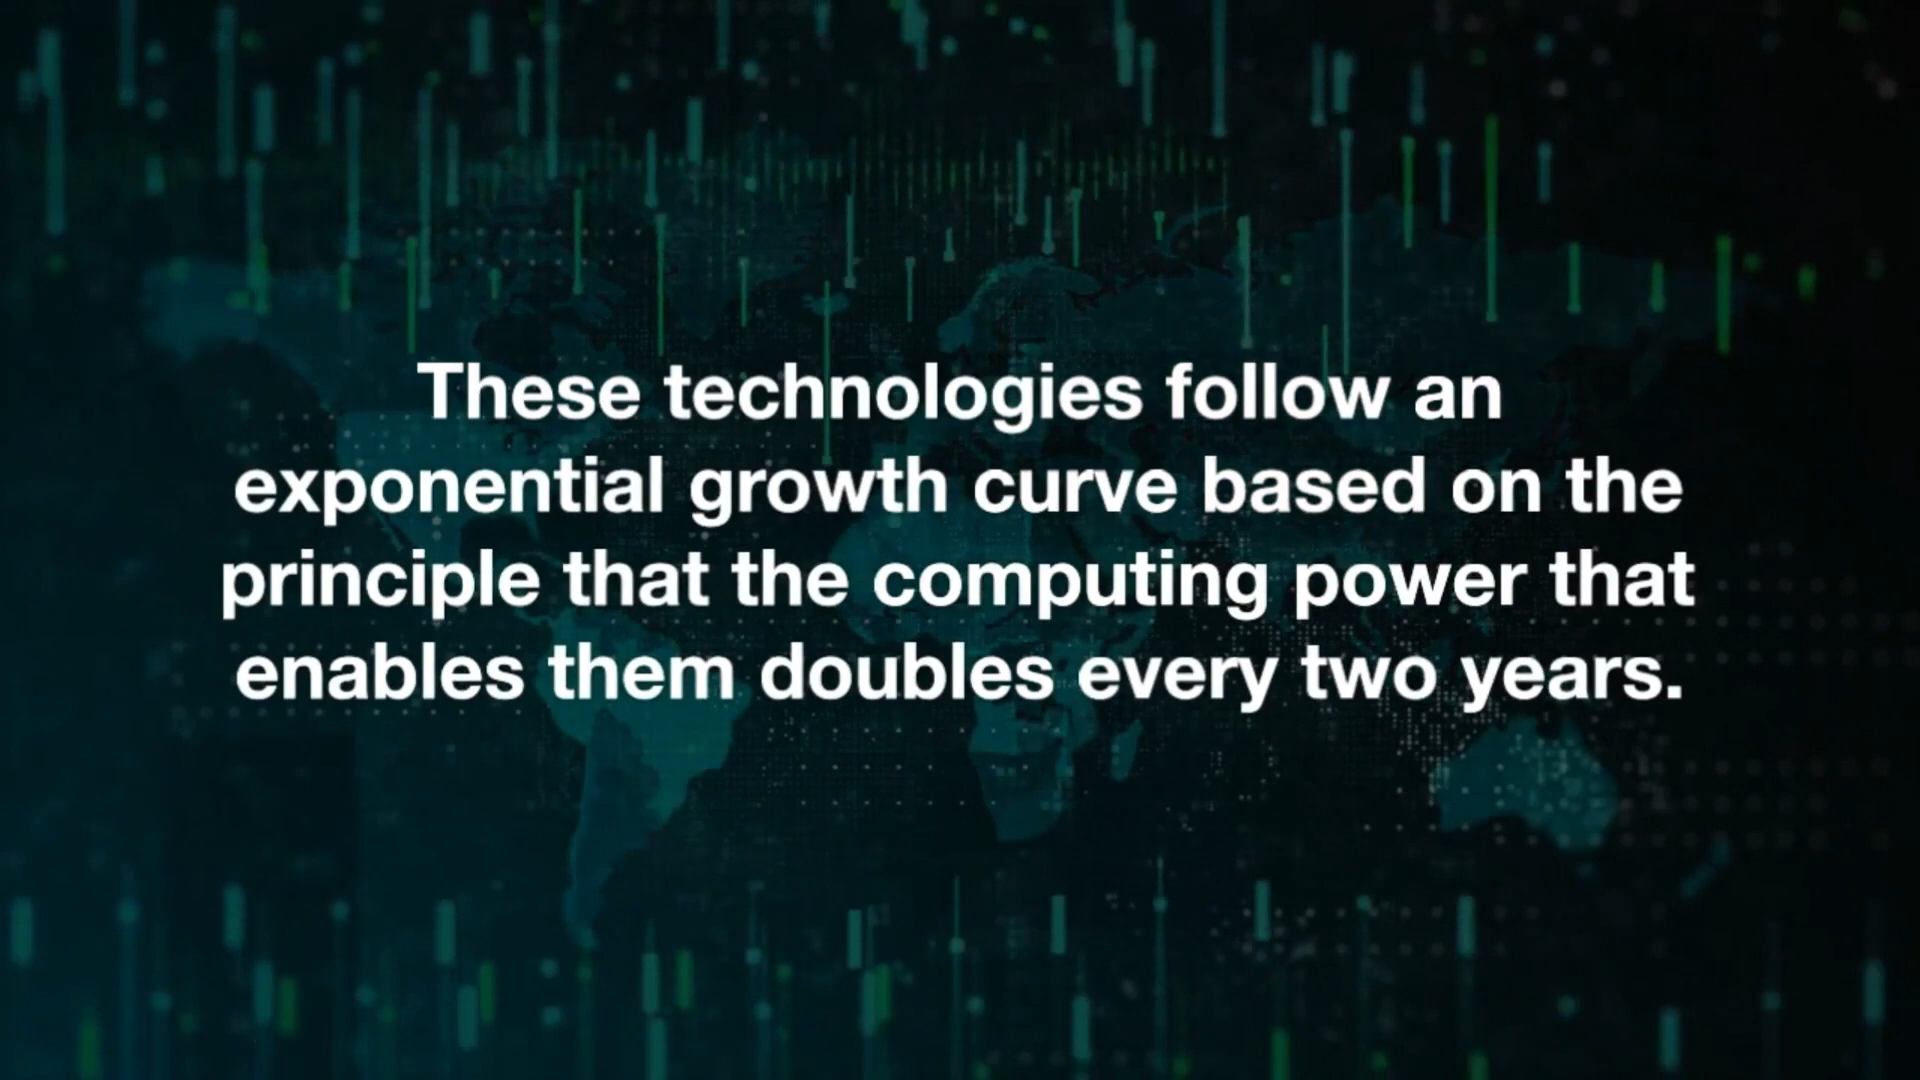 These technologies follow an
exponential growth curve based on the
principle that the computing power that
enables them doubles every two years.